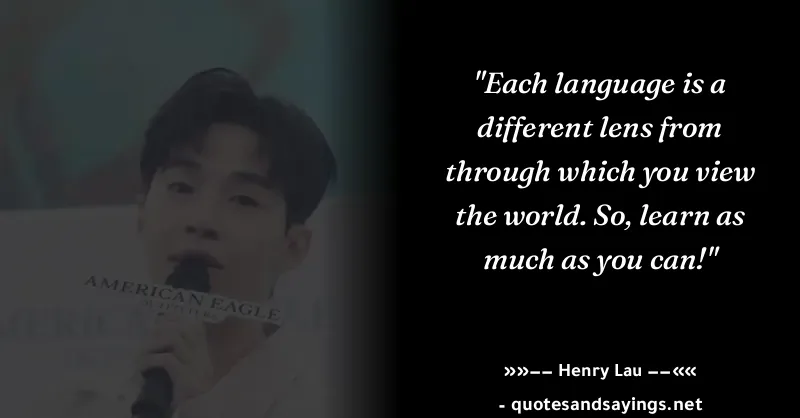 "Each language is a
different lens from
through which you view
the world. So, learn as
much as you can!"
»»−− Henry Lau −−««
- quotesandsayings.net
AMERICAN EAGLE